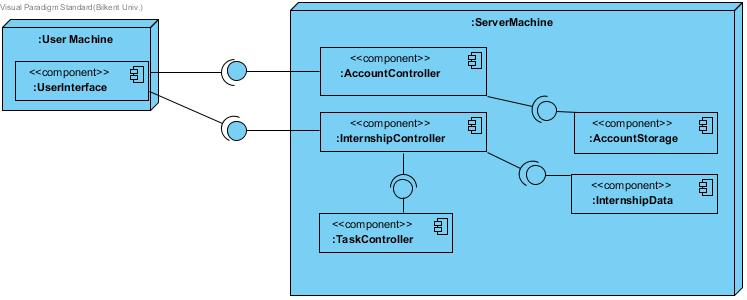 Visual Paradigm Standard(Bilkent Univ.)
:User Machine
<<component>>
:UserInterface
:ServerMachine
<<component>>
:AccountController
<<component>>
:InternshipController
<<component>>
:TaskController
<<component>>
:AccountStorage
<<component>>
:InternshipData